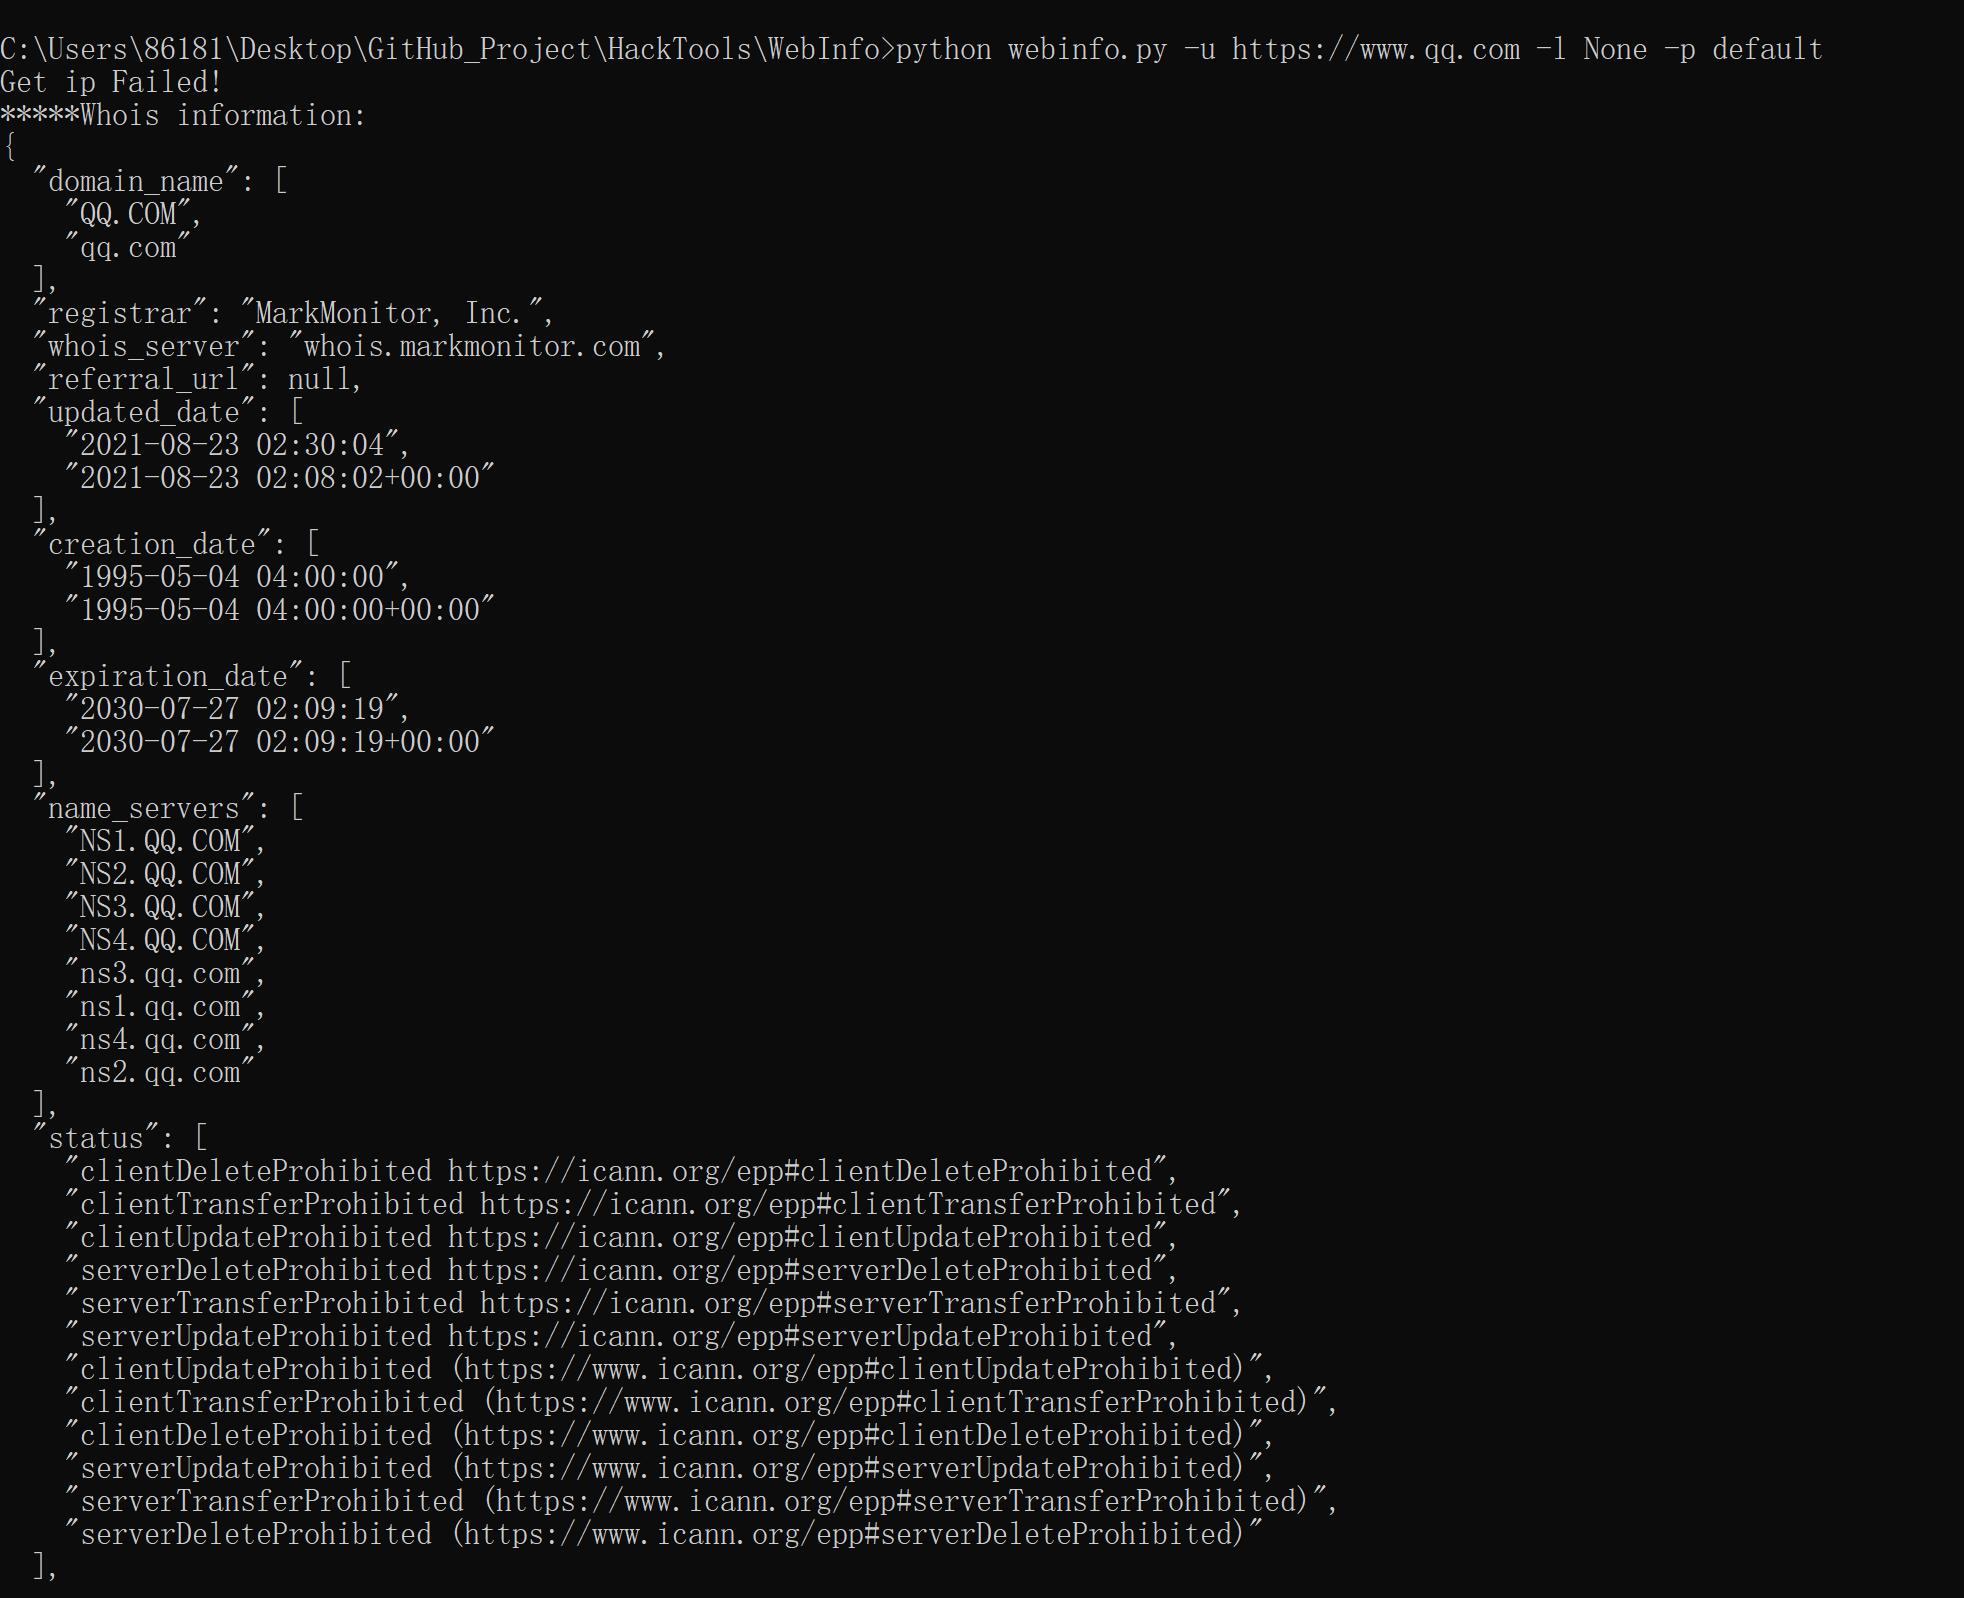 C:\Users\86181\Desktop\GitHub_Project\HackTools\WebInfo>python webinfo.py -u https://www.qq.com -l None -p default
Get ip Failed!
*****Whois information:
{
  "domain_name": [
    "QQ.COM",
    "qq.com"
  ],
  "registrar": "MarkMonitor, Inc.",
  "whois_server": "whois.markmonitor.com",
  "referral_url": null,
  "updated_date": [
    "2021-08-23 02:30:04",
    "2021-08-23 02:08:02+00:00"
  ],
  "creation_date": [
    "1995-05-04 04:00:00",
    "1995-05-04 04:00:00+00:00"
  ],
  "expiration_date": [
    "2030-07-27 02:09:19",
    "2030-07-27 02:09:19+00:00"
  ],
  "name_servers": [
    "NS1.QQ.COM",
    "NS2.QQ.COM",
    "NS3.QQ.COM",
    "NS4.QQ.COM",
    "ns3.qq.com",
    "ns1.qq.com",
    "ns4.qq.com",
    "ns2.qq.com"
  ],
  "status": [
    "clientDeleteProhibited https://icann.org/epp#clientDeleteProhibited",
    "clientTransferProhibited https://icann.org/epp#clientTransferProhibited",
    "clientUpdateProhibited https://icann.org/epp#clientUpdateProhibited",
    "serverDeleteProhibited https://icann.org/epp#serverDeleteProhibited",
    "serverTransferProhibited https://icann.org/epp#serverTransferProhibited",
    "serverUpdateProhibited https://icann.org/epp#serverUpdateProhibited",
    "clientUpdateProhibited (https://www.icann.org/epp#clientUpdateProhibited)",
    "clientTransferProhibited (https://www.icann.org/epp#clientTransferProhibited)",
    "clientDeleteProhibited (https://www.icann.org/epp#clientDeleteProhibited)",
    "serverUpdateProhibited (https://www.icann.org/epp#serverUpdateProhibited)",
    "serverTransferProhibited (https://www.icann.org/epp#serverTransferProhibited)",
    "serverDeleteProhibited (https://www.icann.org/epp#serverDeleteProhibited)"
  ],